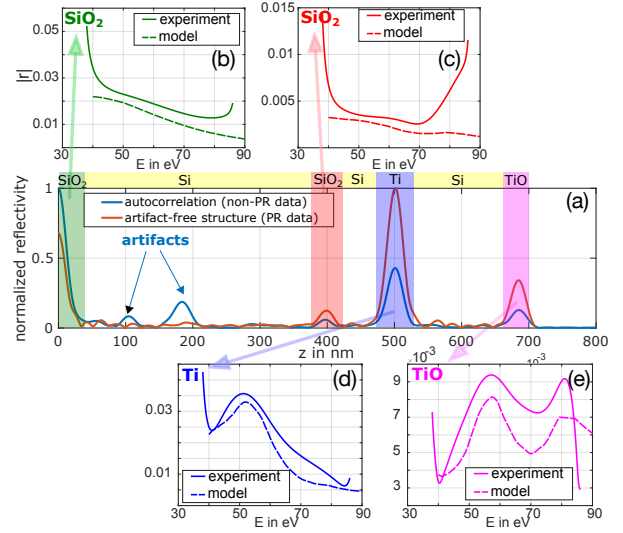 SiO2
0.05
0.03
0.01
|r|
experiment
model
(b)
30 50 70 90
E in eV
SiO2
0.015
0.01
0.005
experiment
model
(c)
30 50 70 90
E in eV
SiO2 Si SiO2 Si Ti Si TiO
normalized reflectivity
1
0.5
0
autocorrelation (non-PR data)
artifact-free structure (PR data)
artifacts
(a)
0 100 200 300 400 500 600 700 800
z in nm
Ti
0.03
0.01
(d)
experiment
model
30 50 70 90
E in eV
10-3
-3
TiO
9
7
5
3
(e)
experiment
model
30 50 70 90
E in eV